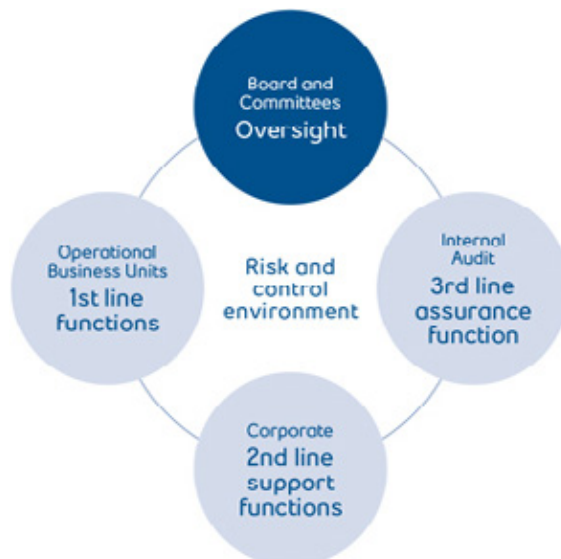 Board and
Committees
Oversight
Operational
Business Units
1st line
functions
Risk and
control
environment
Internal
Audit
3rd line
assurance
function
Corporate
2nd line
support
functions